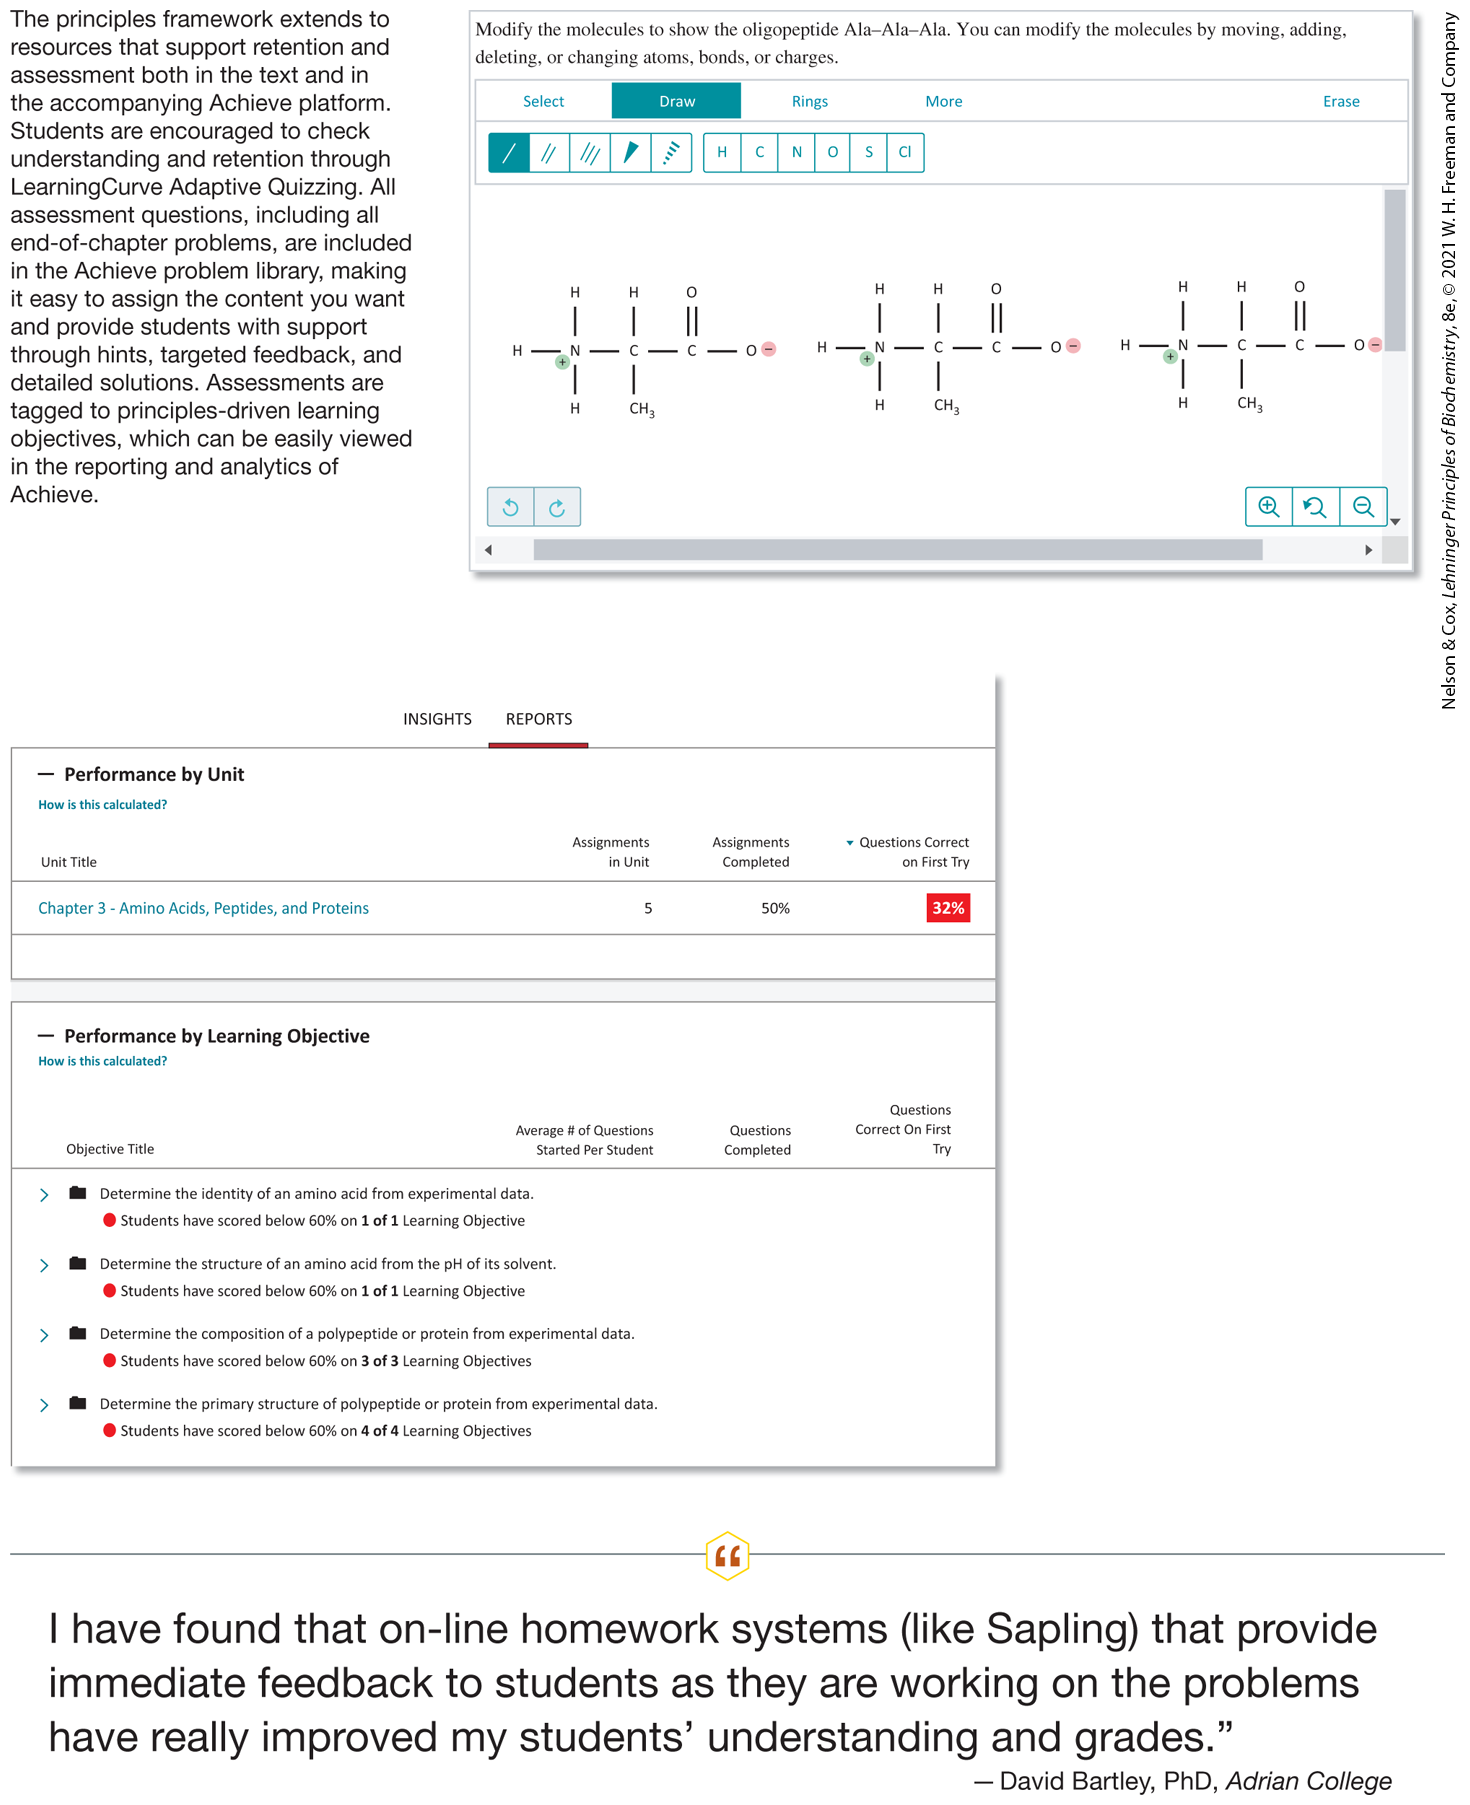 The principles framework extends to
resources that support retention and
assessment both in the text and in
the accompanying Achieve platform.
Students are encouraged to check
understanding and retention through
LearningCurve Adaptive Quizzing. All
assessment questions, including all
end-of-chapter problems, are included
in the Achieve problem library, making
it easy to assign the content you want
and provide students with support
through hints, targeted feedback, and
detailed solutions. Assessments are
tagged to principles-driven learning
objectives, which can be easily viewed
in the reporting and analytics of
Achieve.
Modify the molecules to show the oligopeptide Ala–Ala–Ala. You can modify the molecules by moving, adding,
deleting, or changing atoms, bonds, or charges.
Select Draw Rings More Erase
H C N O S Cl
H H O H H O H H O
H N C C O − H N C C O − H N C C O −
+ + +
H CH₃ H CH₃ H CH₃
Nelson & Cox, Lehninger Principles of Biochemistry, 8e, © 2021 W. H. Freeman and Company
INSIGHTS REPORTS
— Performance by Unit
How is this calculated?
Assignments Assignments Questions Correct
Unit Title in Unit Completed on First Try
Chapter 3 - Amino Acids, Peptides, and Proteins 5 50% 32%
— Performance by Learning Objective
How is this calculated?
Questions
Average # of Questions Questions Correct On First
Objective Title Started Per Student Completed Try
Determine the identity of an amino acid from experimental data.
Students have scored below 60% on 1 of 1 Learning Objective
Determine the structure of an amino acid from the pH of its solvent.
Students have scored below 60% on 1 of 1 Learning Objective
Determine the composition of a polypeptide or protein from experimental data.
Students have scored below 60% on 3 of 3 Learning Objectives
Determine the primary structure of polypeptide or protein from experimental data.
Students have scored below 60% on 4 of 4 Learning Objectives
“
I have found that on-line homework systems (like Sapling) that provide
immediate feedback to students as they are working on the problems
have really improved my students’ understanding and grades.”
— David Bartley, PhD, Adrian College